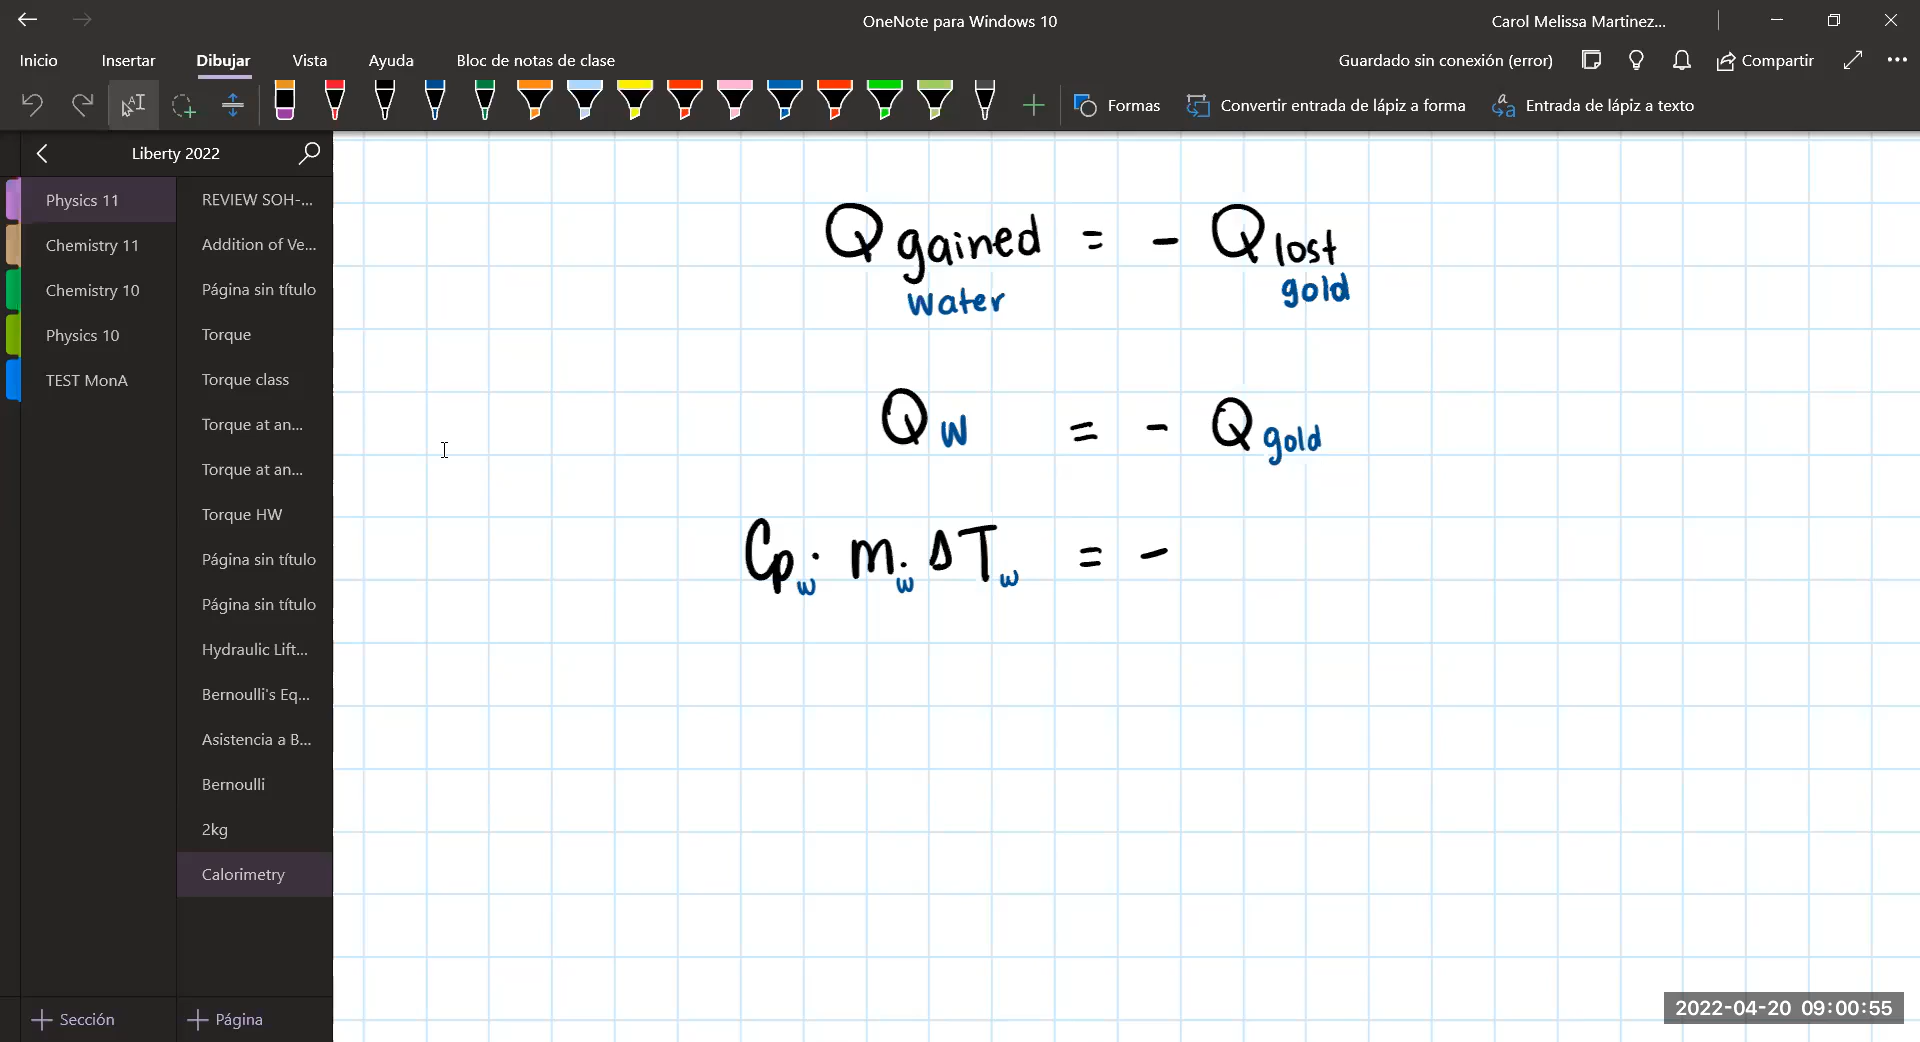 OneNote para Windows 10
Carol Melissa Martinez...
Inicio
Insertar
Dibujar
Vista
Ayuda
Bloc de notas de clase
Guardado sin conexión (error)
Compartir
Formas
Convertir entrada de lápiz a forma
Entrada de lápiz a texto
Liberty 2022
Physics 11
Chemistry 11
Chemistry 10
Physics 10
TEST MonA
REVIEW SOH-...
Addition of Ve...
Página sin título
Torque
Torque class
Torque at an...
Torque at an...
Torque HW
Página sin título
Página sin título
Hydraulic Lift...
Bernoulli's Eq...
Asistencia a B...
Bernoulli
2kg
Calorimetry
Sección
Página
Q gained = - Q lost
water gold
Q w = - Q gold
Cp w · m w · ΔT w = -
2022-04-20 09:00:55